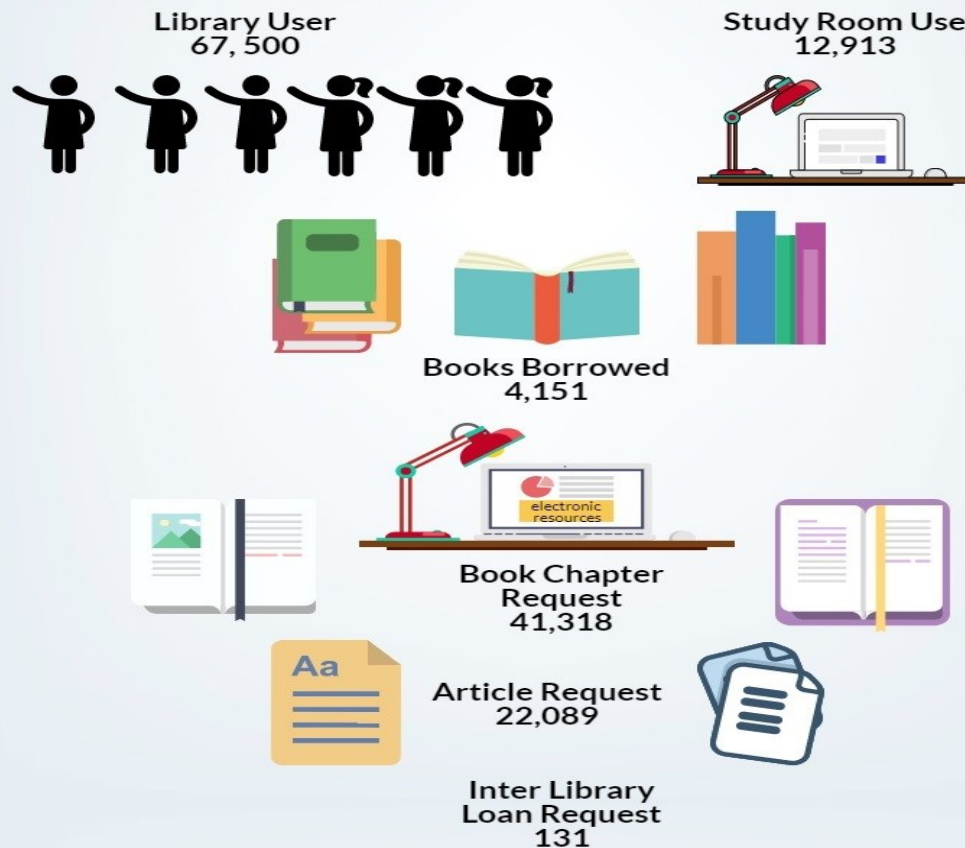 Library User
67, 500
Study Room Use
12,913
Books Borrowed
4,151
electronic
resources
Book Chapter
Request
41,318
Aa
Article Request
22,089
Inter Library
Loan Request
131